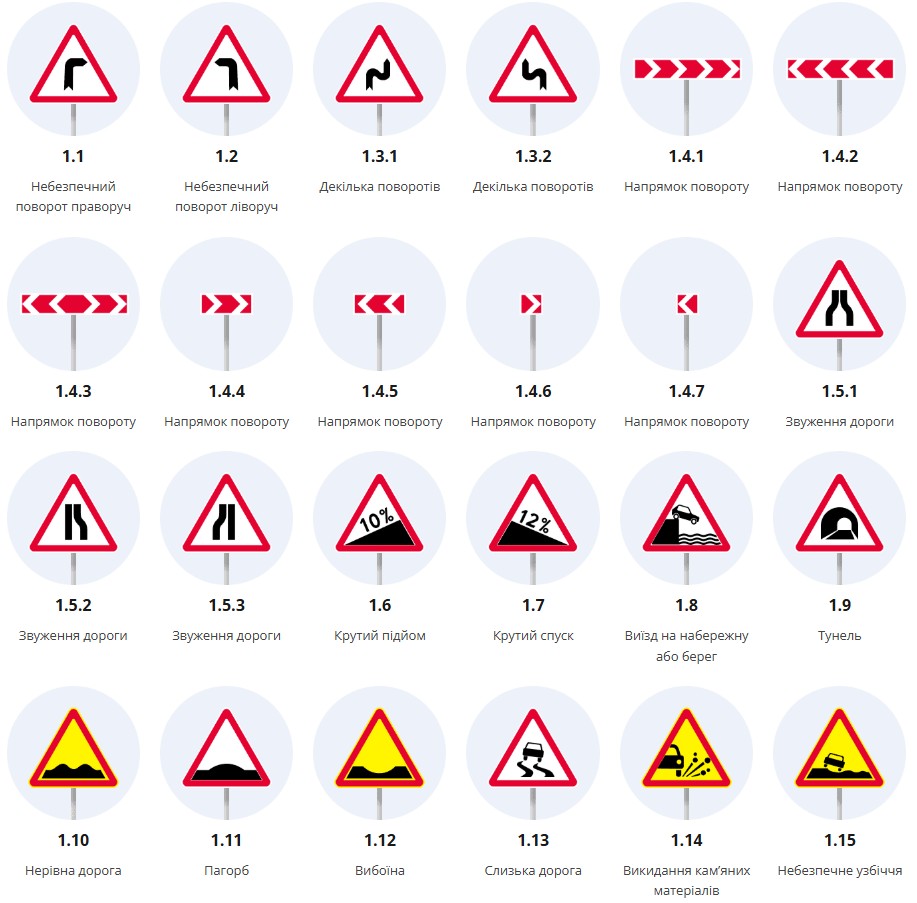 1.1
Небезпечний
поворот праворуч
1.2
Небезпечний
поворот ліворуч
1.3.1
Декілька поворотів
1.3.2
Декілька поворотів
1.4.1
Напрямок повороту
1.4.2
Напрямок повороту
1.4.3
Напрямок повороту
1.4.4
Напрямок повороту
1.4.5
Напрямок повороту
1.4.6
Напрямок повороту
1.4.7
Напрямок повороту
1.5.1
Звуження дороги
1.5.2
Звуження дороги
1.5.3
Звуження дороги
10%
1.6
Крутий підйом
12%
1.7
Крутий спуск
1.8
Виїзд на набережну
або берег
1.9
Тунель
1.10
Нерівна дорога
1.11
Пагорб
1.12
Вибоїна
1.13
Слизька дорога
1.14
Викидання кам’яних
матеріалів
1.15
Небезпечне узбіччя